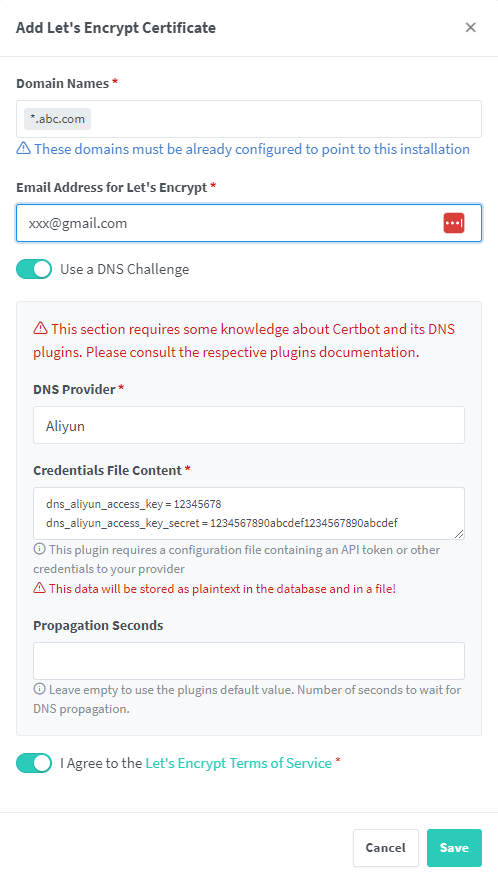 Add Let's Encrypt Certificate
Domain Names *
*.abc.com
These domains must be already configured to point to this installation
Email Address for Let's Encrypt *
xxx@gmail.com
Use a DNS Challenge
This section requires some knowledge about Certbot and its DNS
plugins. Please consult the respective plugins documentation.
DNS Provider *
Aliyun
Credentials File Content *
dns_aliyun_access_key = 12345678
dns_aliyun_access_key_secret = 1234567890abcdef1234567890abcdef
This plugin requires a configuration file containing an API token or other
credentials to your provider
This data will be stored as plaintext in the database and in a file!
Propagation Seconds
Leave empty to use the plugins default value. Number of seconds to wait for
DNS propagation.
I Agree to the Let's Encrypt Terms of Service *
Cancel
Save